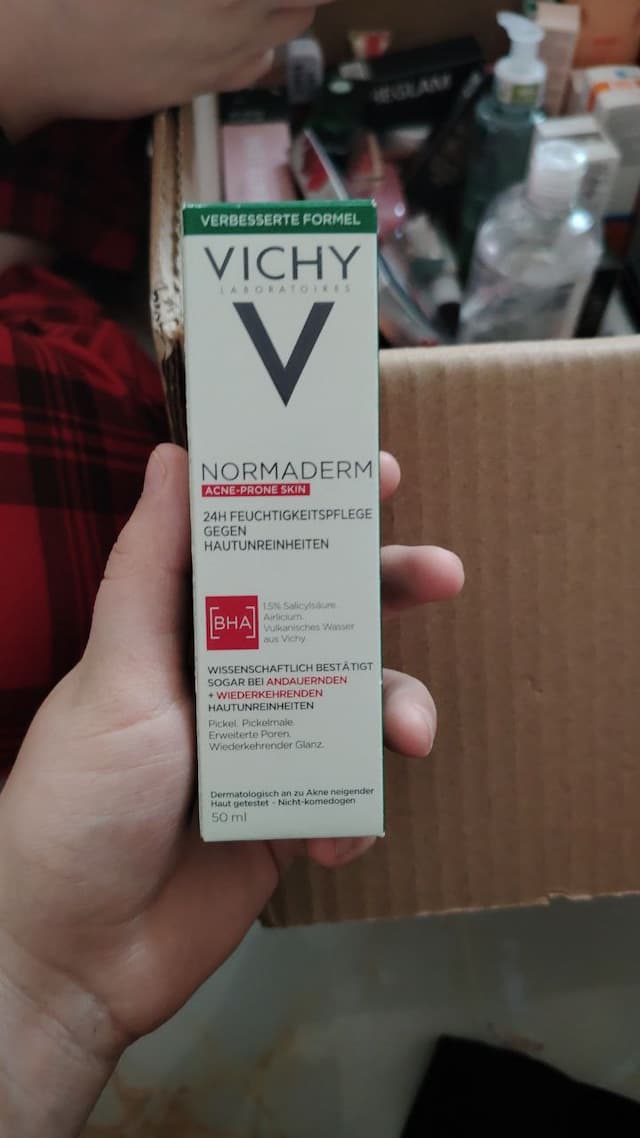 VERBESSERTE FORMEL
VICHY
LABORATOIRES
V
NORMADERM
ACNE-PRONE SKIN
24H FEUCHTIGKEITSPFLEGE
GEGEN
HAUTUNREINHEITEN
[BHA]
1.5% Salicylsäure.
Airlicium.
Vulkanisches Wasser
aus Vichy.
WISSENSCHAFTLICH BESTÄTIGT
SOGAR BEI ANDAUERNDEN
+ WIEDERKEHRENDEN
HAUTUNREINHEITEN
Pickel. Pickelmale.
Erweiterte Poren.
Wiederkehrender Glanz.
Dermatologisch an zu Akne neigender
Haut getestet - Nicht-komedogen
50 ml